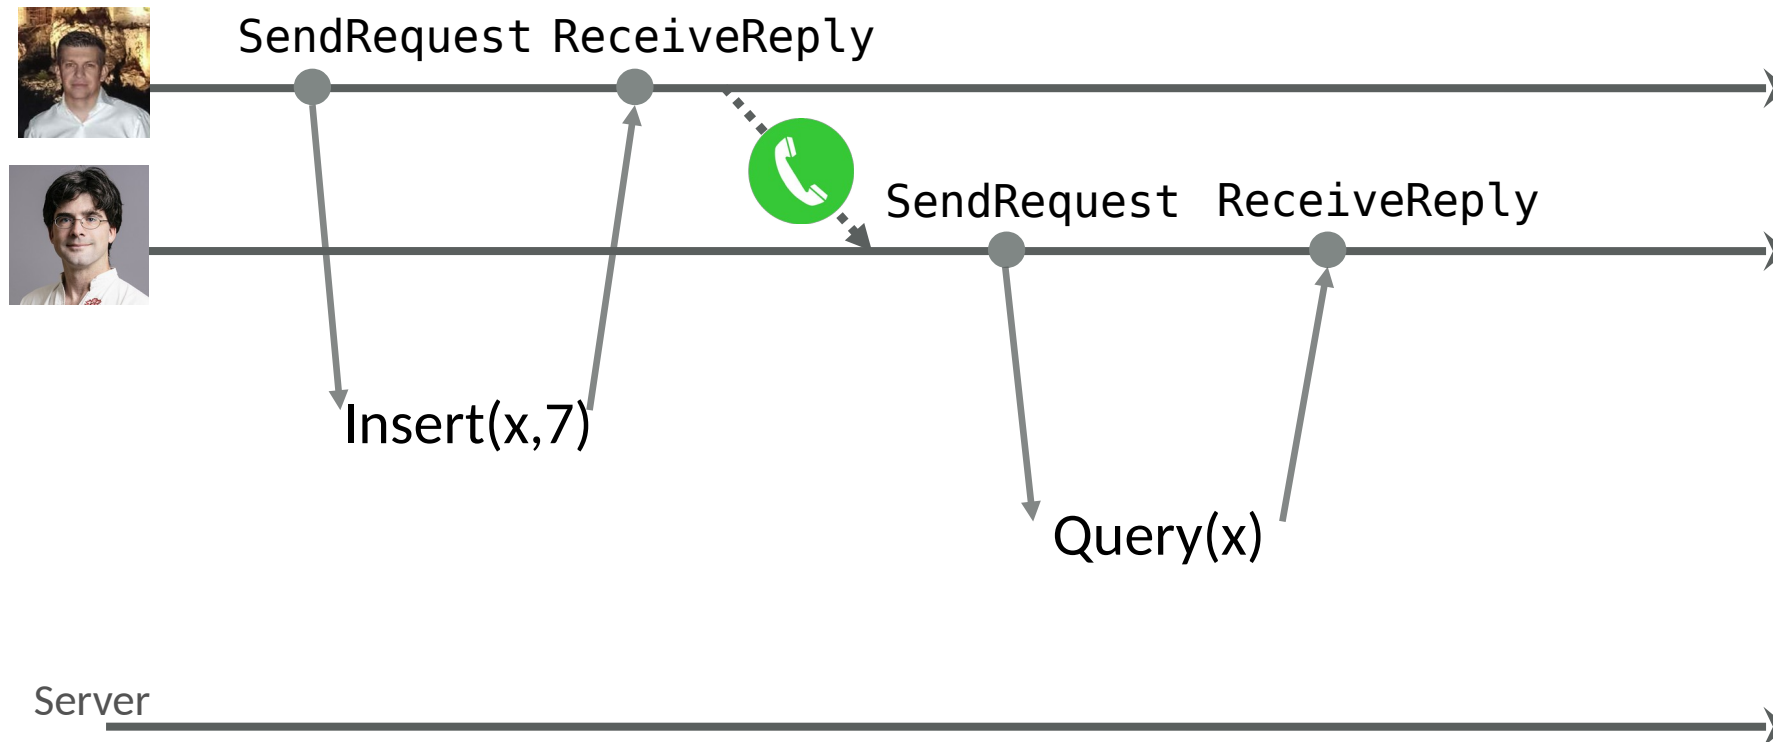 SendRequest ReceiveReply
SendRequest ReceiveReply
Insert(x,7)
Query(x)
Server